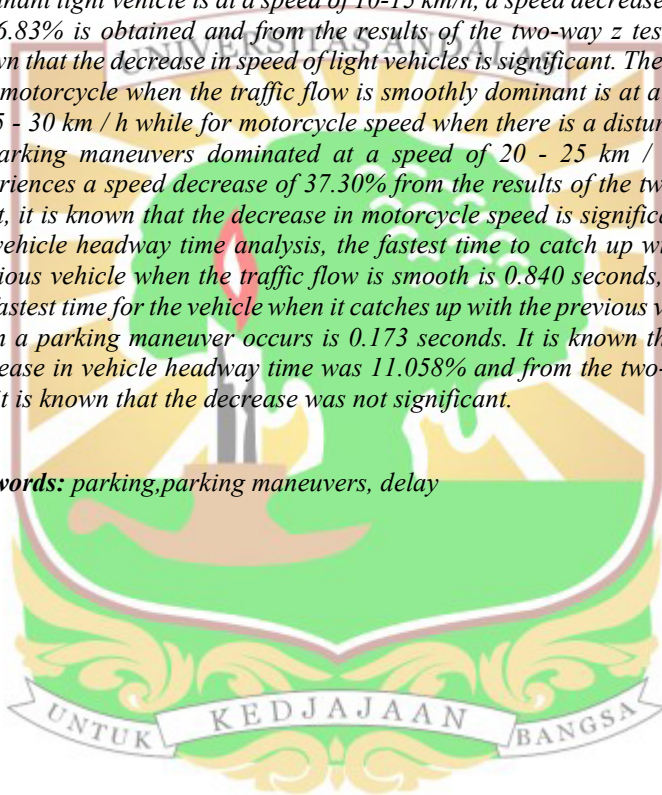 nant light vehicle is at a speed of 10-15 km/h, a speed decrease
6.83% is obtained and from the results of the two-way z tes
UNIVERSITAS ANDALAS
n that the decrease in speed of light vehicles is significant. The
motorcycle when the traffic flow is smoothly dominant is at a
5 - 30 km / h while for motorcycle speed when there is a distur
arking maneuvers dominated at a speed of 20 - 25 km /
riences a speed decrease of 37.30% from the results of the tw
t, it is known that the decrease in motorcycle speed is signific
vehicle headway time analysis, the fastest time to catch up w
ious vehicle when the traffic flow is smooth is 0.840 seconds,
fastest time for the vehicle when it catches up with the previous v
n a parking maneuver occurs is 0.173 seconds. It is known th
ease in vehicle headway time was 11.058% and from the two-
it is known that the decrease was not significant.
words: parking,parking maneuvers, delay
UNTUK KEDJAJAAN BANGSA